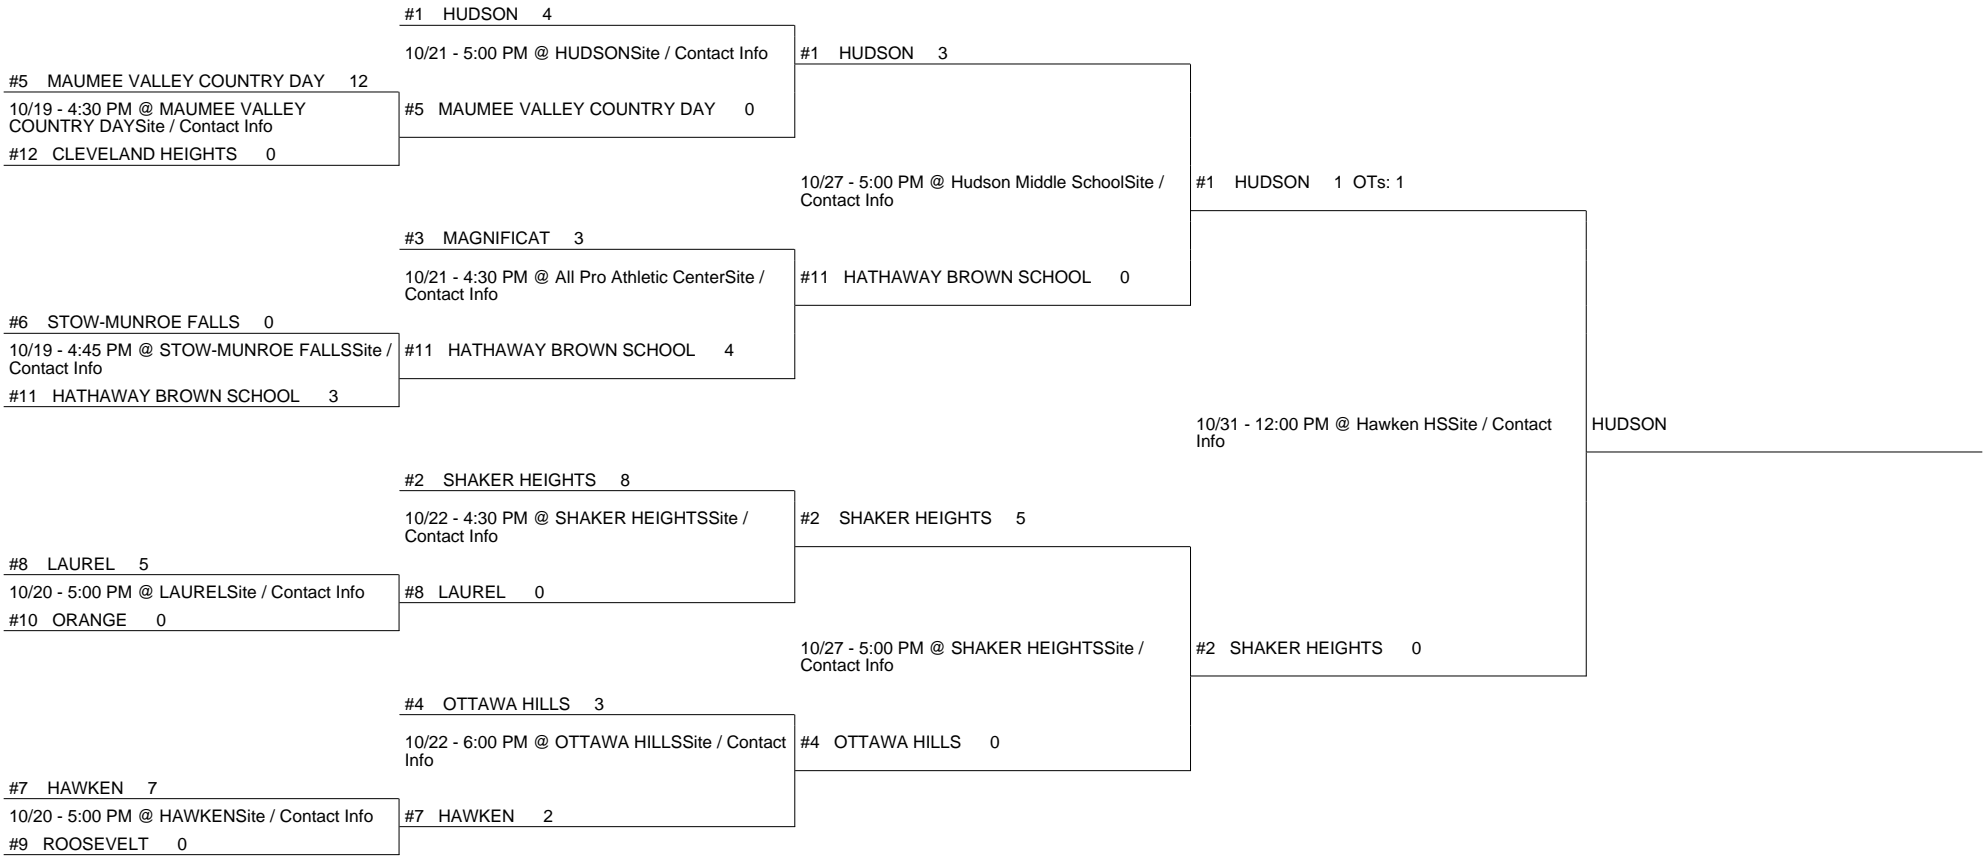 #1 HUDSON 4
10/21 - 5:00 PM @ HUDSONSite / Contact Info
#1 HUDSON 3
#5 MAUMEE VALLEY COUNTRY DAY 12
10/19 - 4:30 PM @ MAUMEE VALLEY
COUNTRY DAYSite / Contact Info
#5 MAUMEE VALLEY COUNTRY DAY 0
#12 CLEVELAND HEIGHTS 0
10/27 - 5:00 PM @ Hudson Middle SchoolSite /
Contact Info
#1 HUDSON 1 OTs: 1
#3 MAGNIFICAT 3
10/21 - 4:30 PM @ All Pro Athletic CenterSite /
Contact Info
#11 HATHAWAY BROWN SCHOOL 0
#6 STOW-MUNROE FALLS 0
10/19 - 4:45 PM @ STOW-MUNROE FALLSSite /
Contact Info
#11 HATHAWAY BROWN SCHOOL 4
#11 HATHAWAY BROWN SCHOOL 3
10/31 - 12:00 PM @ Hawken HSSite / Contact
Info
HUDSON
#2 SHAKER HEIGHTS 8
10/22 - 4:30 PM @ SHAKER HEIGHTSSite /
Contact Info
#2 SHAKER HEIGHTS 5
#8 LAUREL 5
10/20 - 5:00 PM @ LAURELSite / Contact Info
#8 LAUREL 0
#10 ORANGE 0
10/27 - 5:00 PM @ SHAKER HEIGHTSSite /
Contact Info
#2 SHAKER HEIGHTS 0
#4 OTTAWA HILLS 3
10/22 - 6:00 PM @ OTTAWA HILLSSite / Contact
Info
#4 OTTAWA HILLS 0
#7 HAWKEN 7
10/20 - 5:00 PM @ HAWKENSite / Contact Info
#7 HAWKEN 2
#9 ROOSEVELT 0